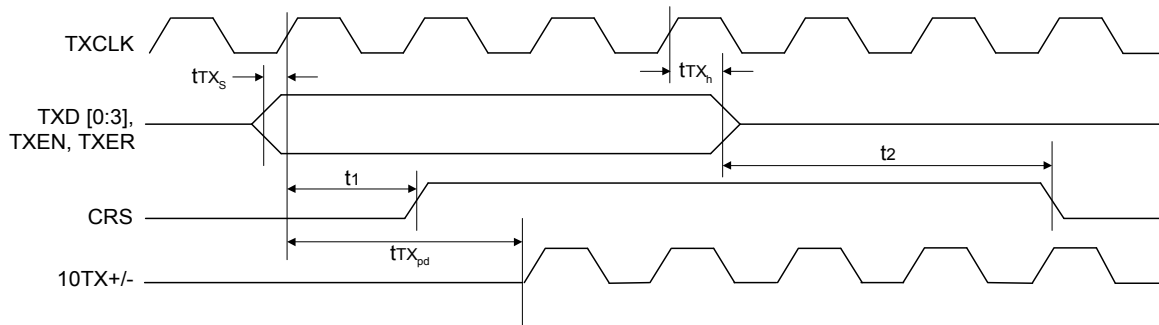 TXCLK
tTXS
tTXh
TXD [0:3],
TXEN, TXER
t2
t1
CRS
tTXpd
10TX+/-